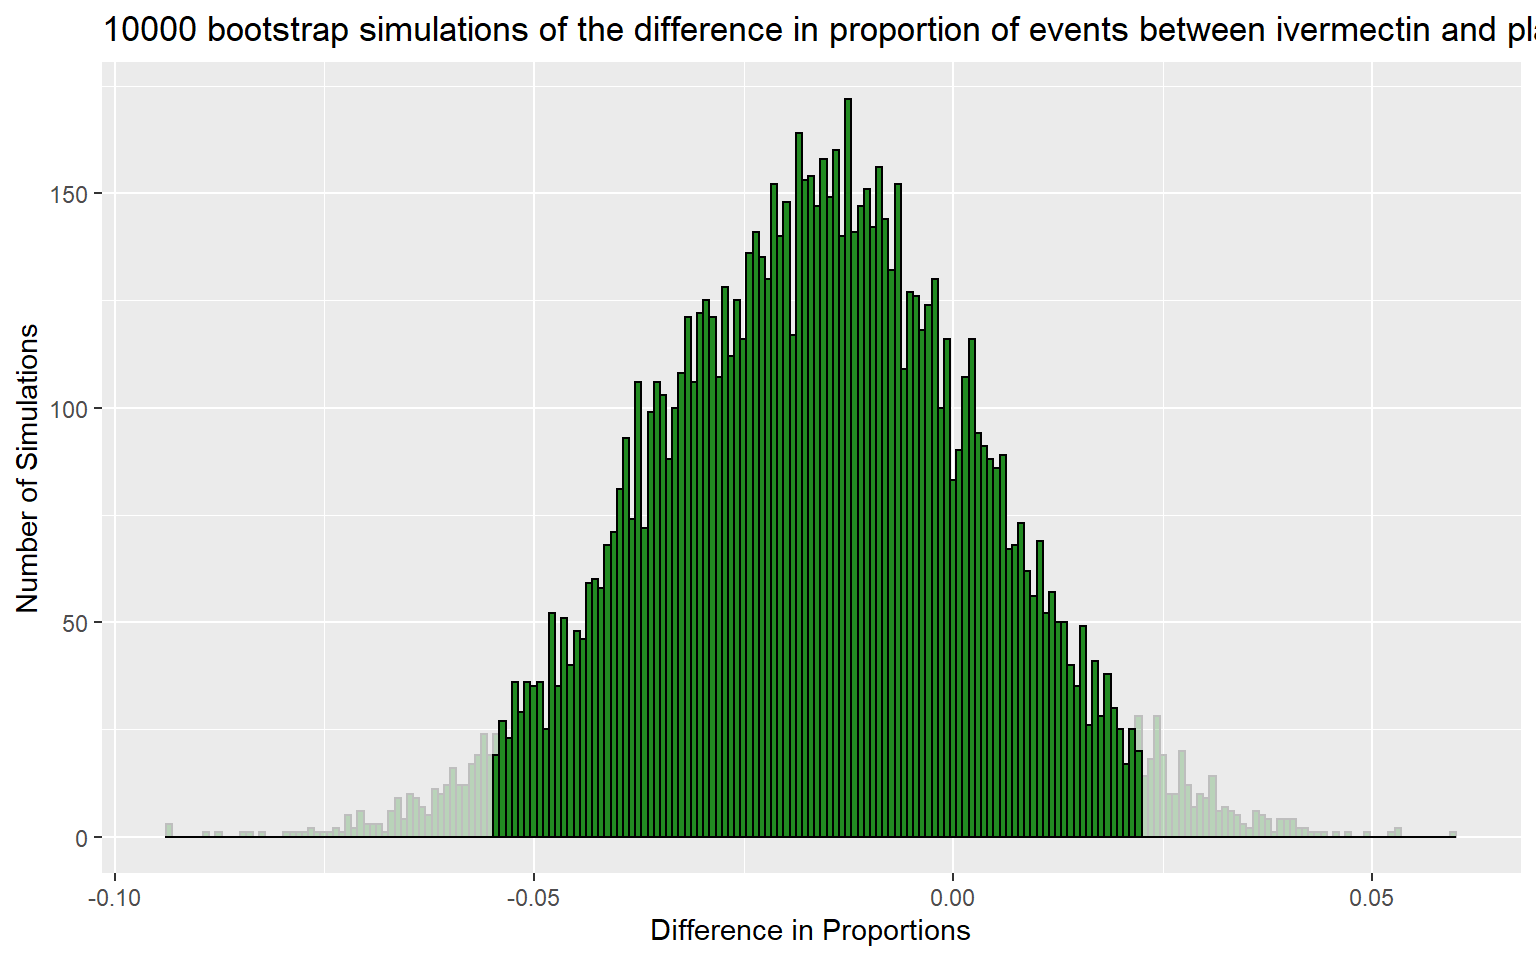 10000 bootstrap simulations of the difference in proportion of events between ivermectin and
Number of Simulations
150
100
50
0
-0.10
-0.05
0.00
0.05
Difference in Proportions